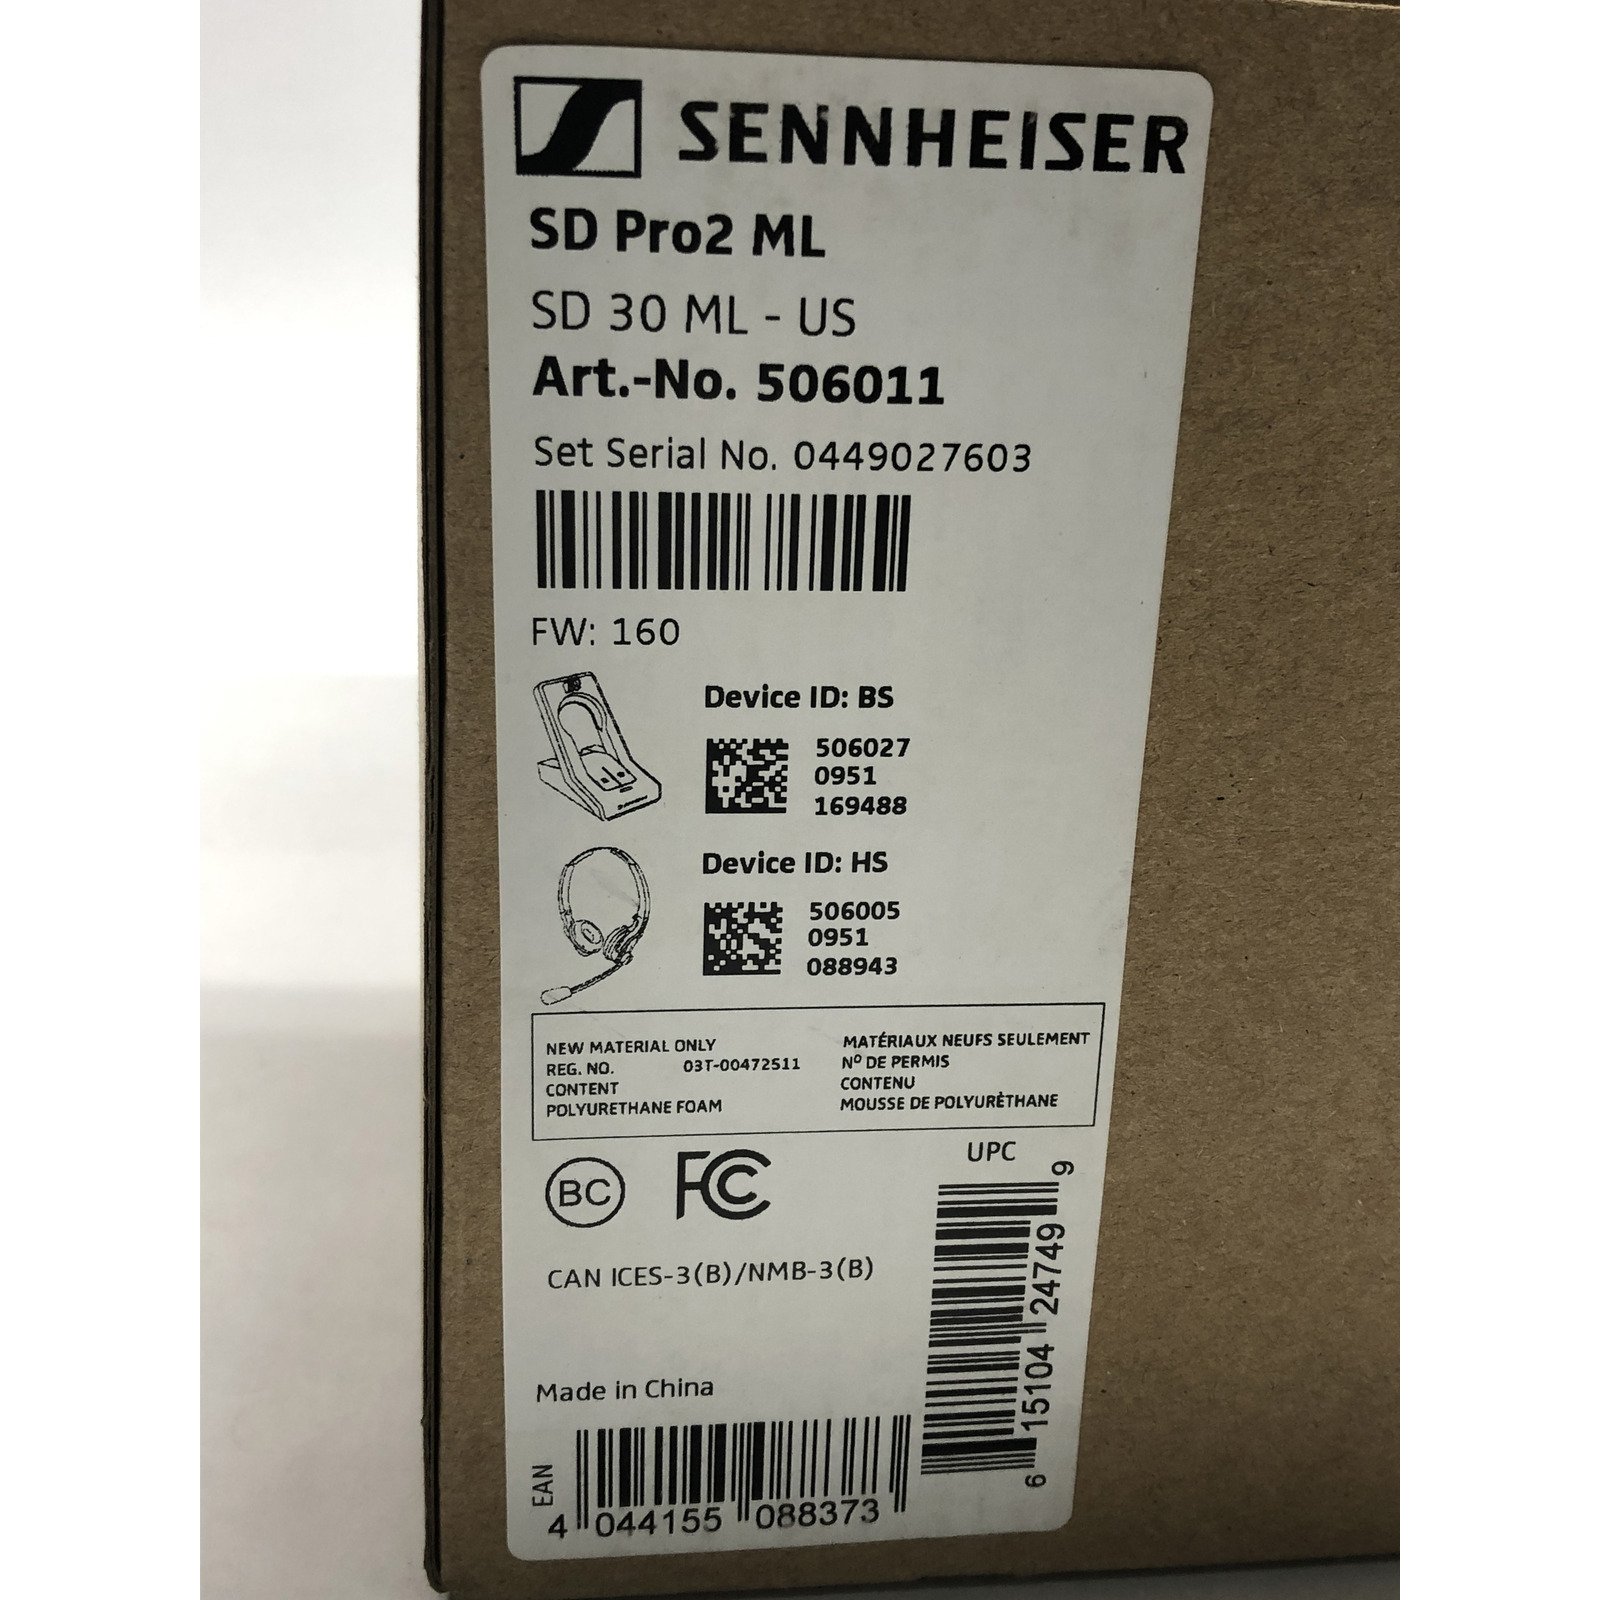 SENNHEISER
SD Pro2 ML
SD 30 ML - US
Art.-No. 506011
Set Serial No. 0449027603
FW: 160
Device ID: BS
506027
0951
169488
Device ID: HS
506005
0951
088943
NEW MATERIAL ONLY
REG. NO. 03T-00472511
CONTENT
POLYURETHANE FOAM
MATÉRIAUX NEUFS SEULEMENT
Nº DE PERMIS
CONTENU
MOUSSE DE POLYURÈTHANE
BC
FC
CAN ICES-3(B)/NMB-3(B)
UPC
6 15104 24749 9
Made in China
EAN
4 044155 088373